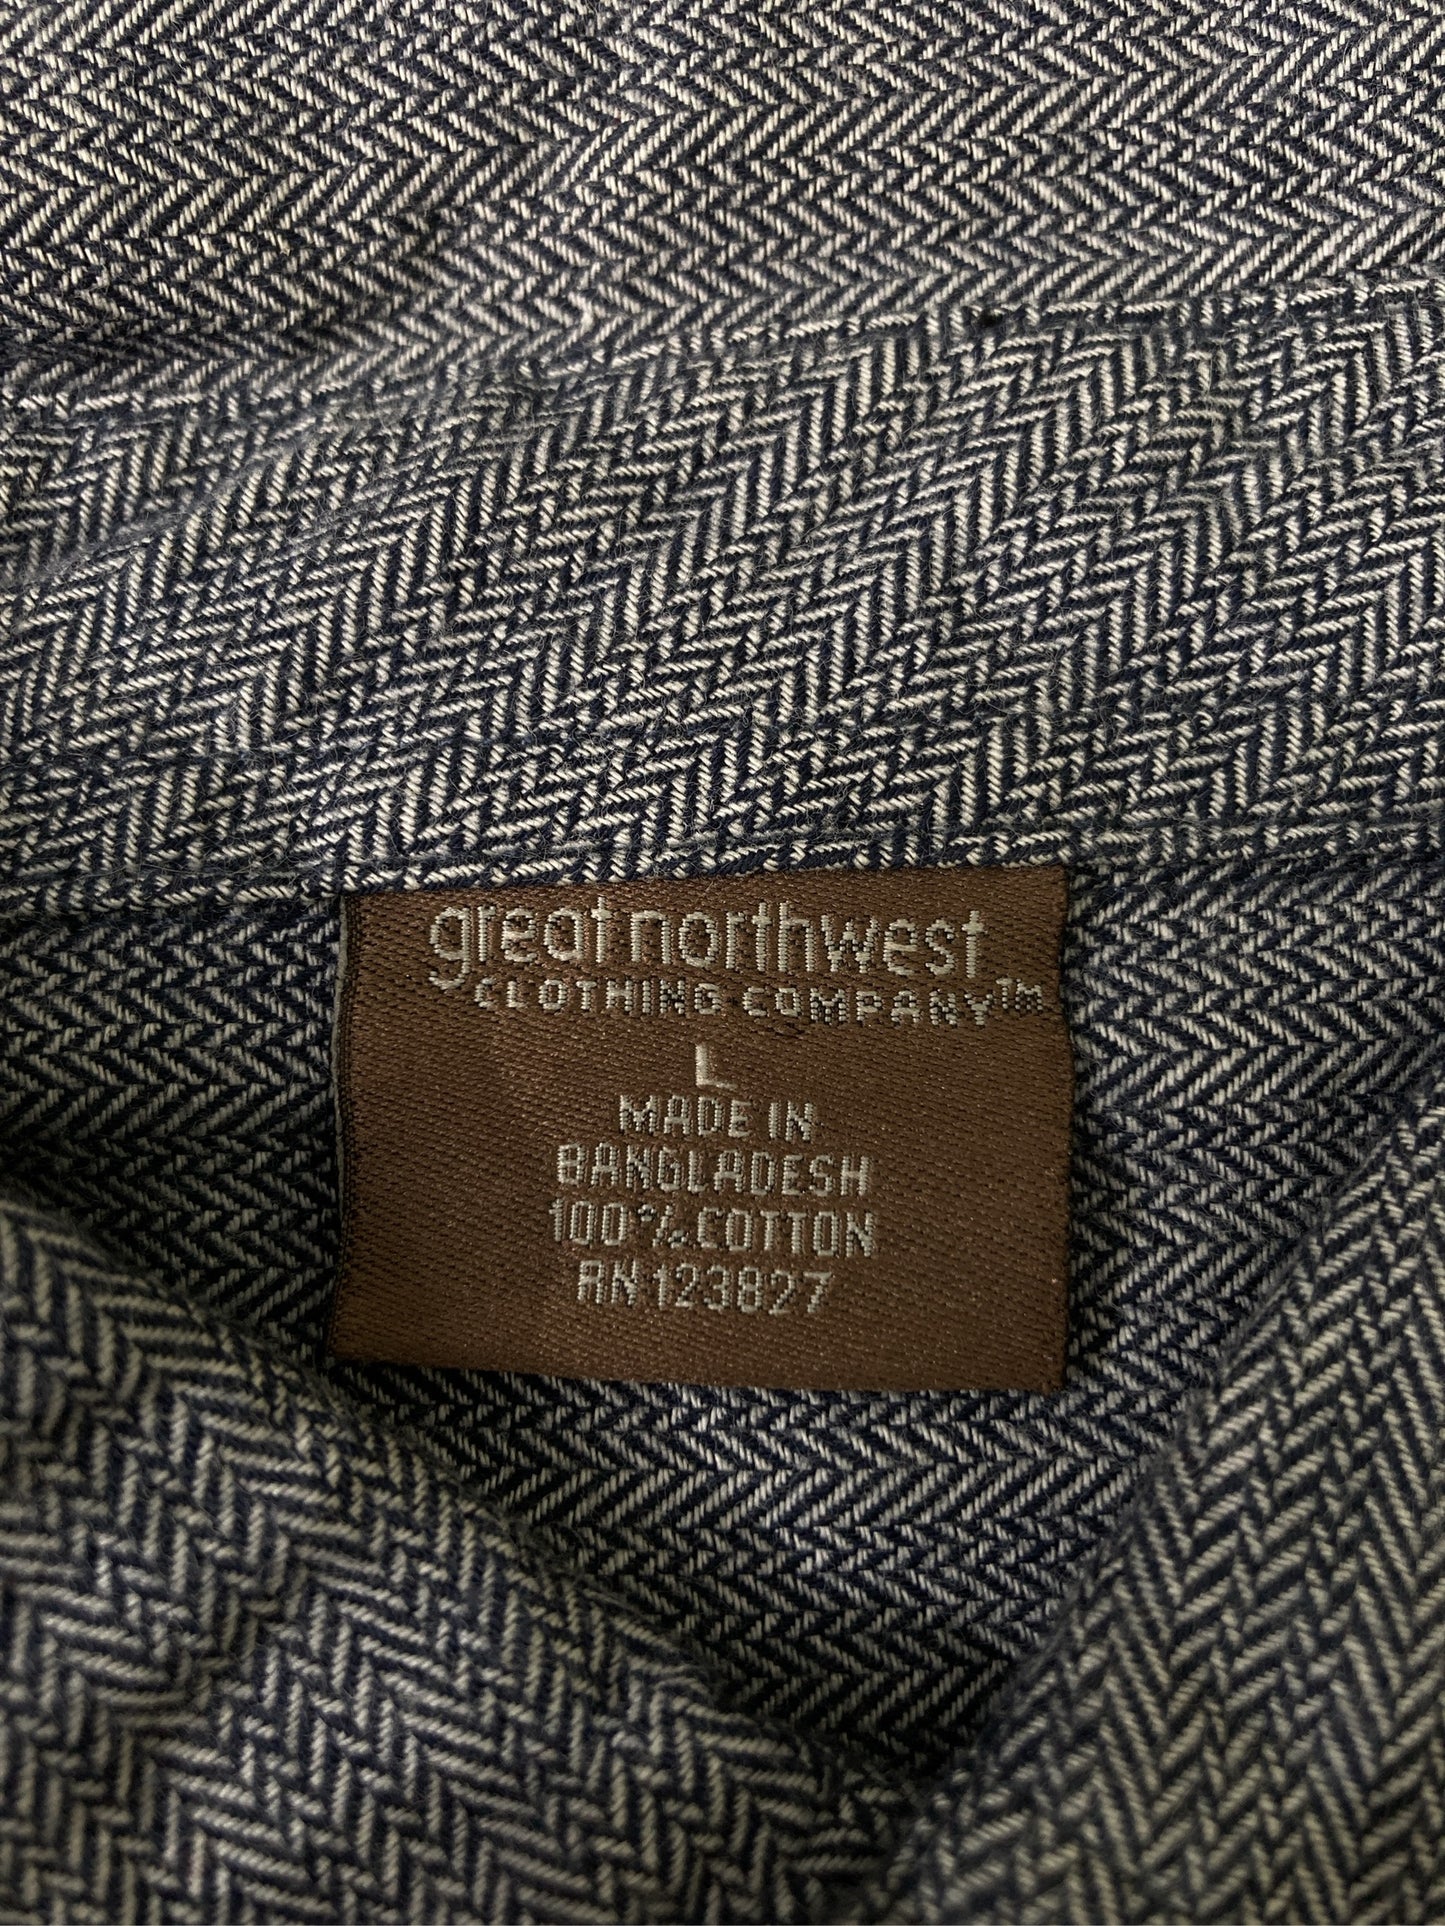 great northwest
CLOTHING COMPANY™
L
MADE IN
BANGLADESH
100% COTTON
RN 123827